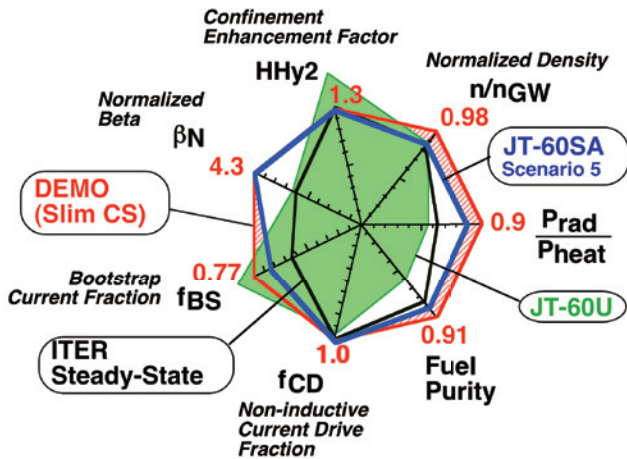 Confinement
Enhancement Factor
HHy2
1.3
Normalized Density
n/nGW
0.98
Normalized
Beta
βN
4.3
JT-60SA
Scenario 5
DEMO
(Slim CS)
0.9
Prad
Pheat
0.77
Bootstrap
Current Fraction
fBS
JT-60U
0.91
Fuel
Purity
ITER
Steady-State
1.0
fCD
Non-inductive
Current Drive
Fraction